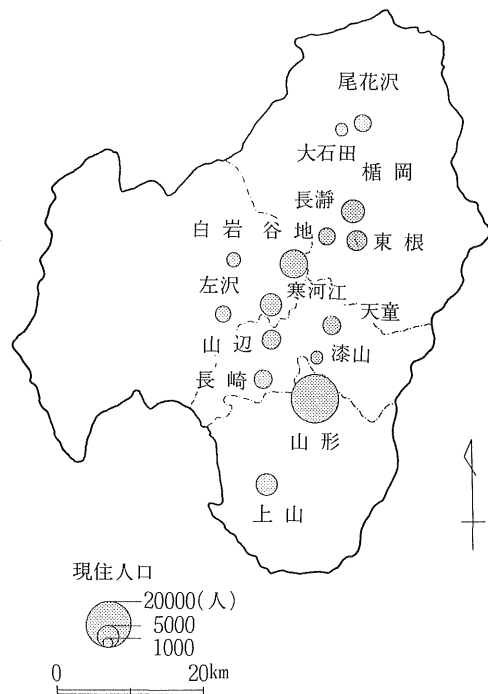 尾花沢
大石田
楯岡
長瀞
白岩 谷地
東根
左沢
寒河江
天童
山辺
漆山
長崎
山形
上山
現住人口
20000(人)
5000
1000
0 20km